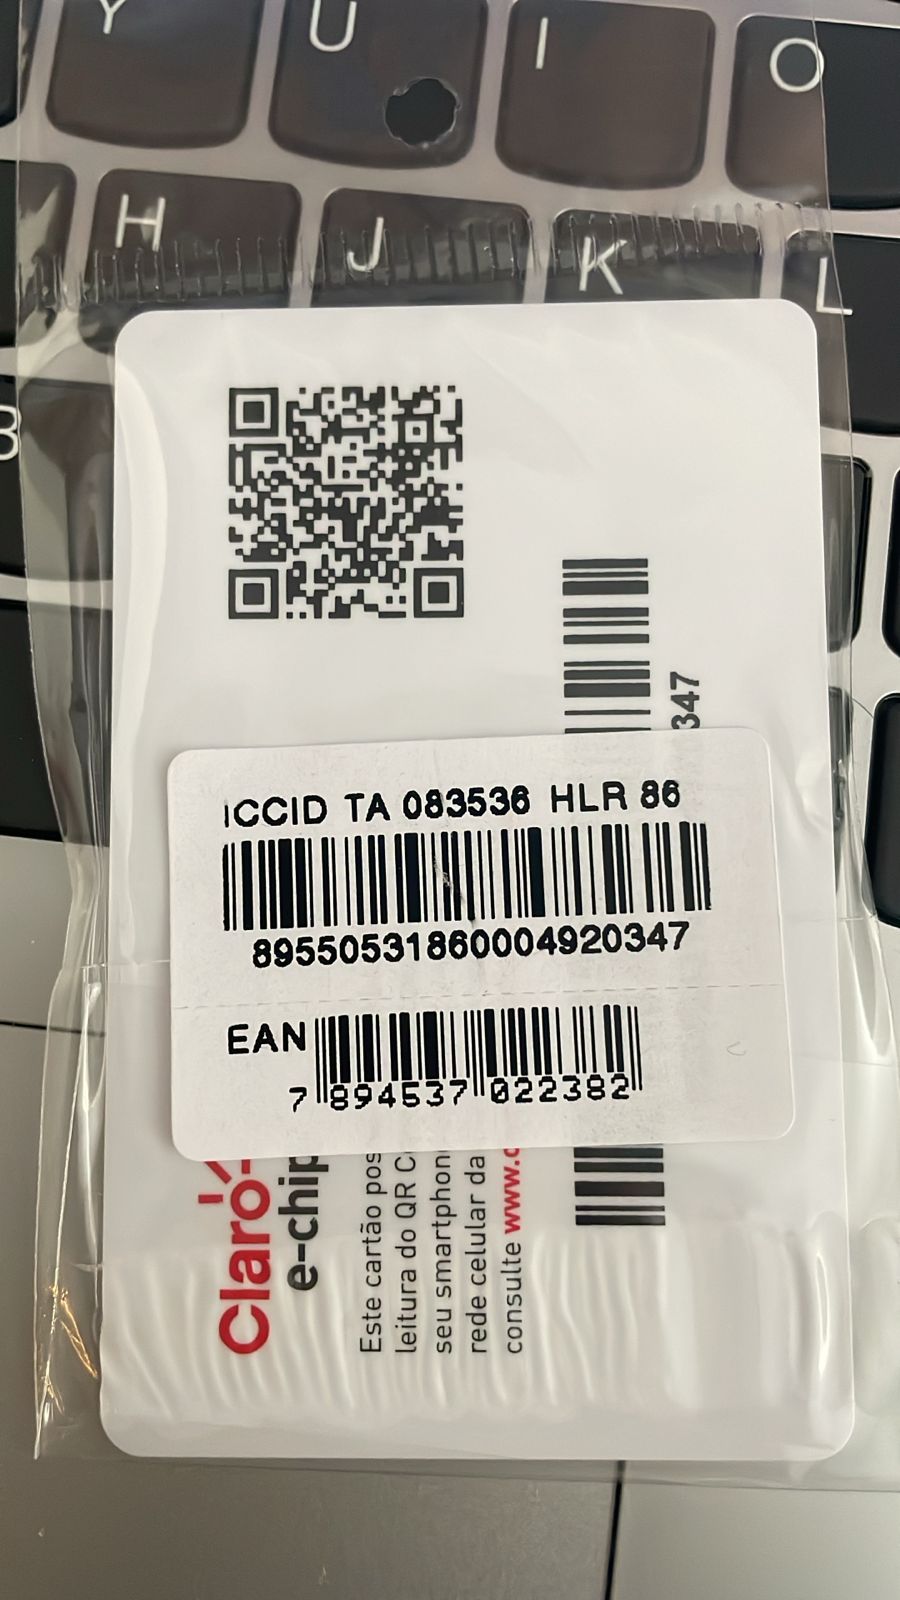 Y U I O
H J K L
B
347
ICCID TA 083536 HLR 86
89550531860004920347
EAN
7 894537 022382
Claro-
e-chip
Este cartão pos
leitura do QR C
seu smartphon
rede celular da
consulte www.c